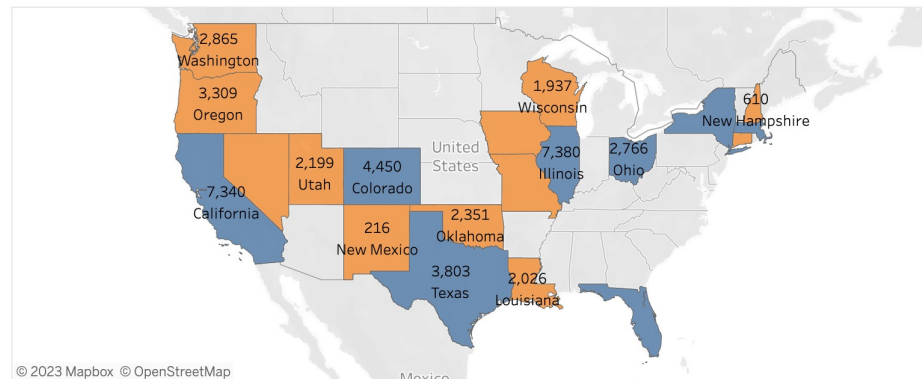 2,865
Washington
3,309
Oregon
7,340
California
2,199
Utah
4,450
Colorado
216
New Mexico
2,351
Oklahoma
3,803
Texas
2,026
Louisiana
1,937
Wisconsin
7,380
Illinois
2,766
Ohio
610
New Hampshire
United
States
Mexico
© 2023 Mapbox © OpenStreetMap